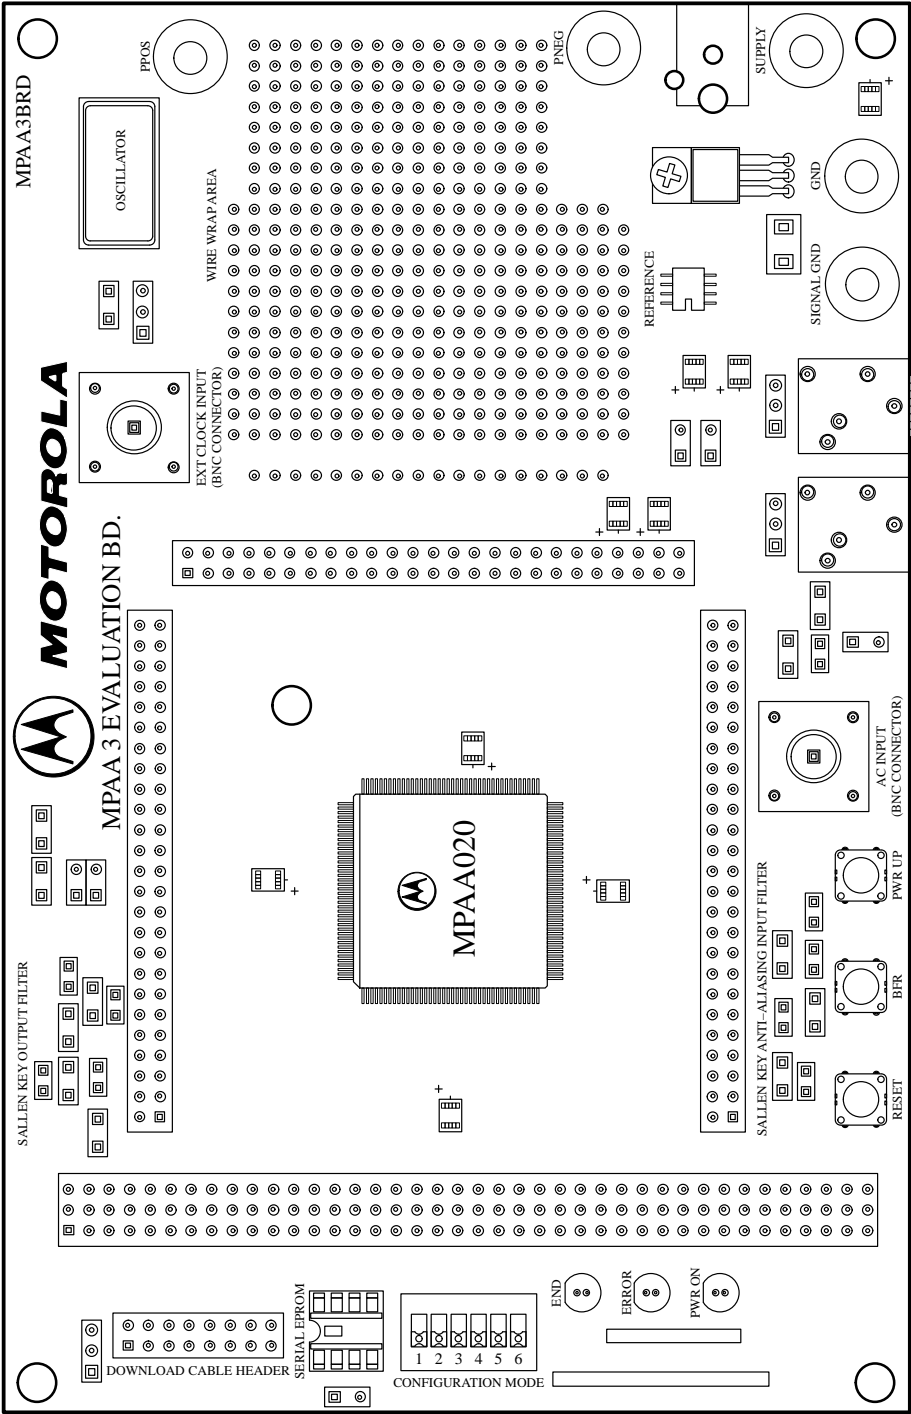 MPAA3BRD
PPOS
PNEG
SUPPLY
OSCILLATOR
WIRE WRAP AREA
GND
SIGNAL GND
REFERENCE
MOTOROLA
EXT CLOCK INPUT
(BNC CONNECTOR)
MPAA 3 EVALUATION BD.
AC INPUT
(BNC CONNECTOR)
MPAA020
PWR UP
BFR
RESET
SALLEN KEY OUTPUT FILTER
SALLEN KEY ANTI-ALIASING INPUT FILTER
END
ERROR
PWR ON
SERIAL EPROM
1 2 3 4 5 6
DOWNLOAD CABLE HEADER
CONFIGURATION MODE